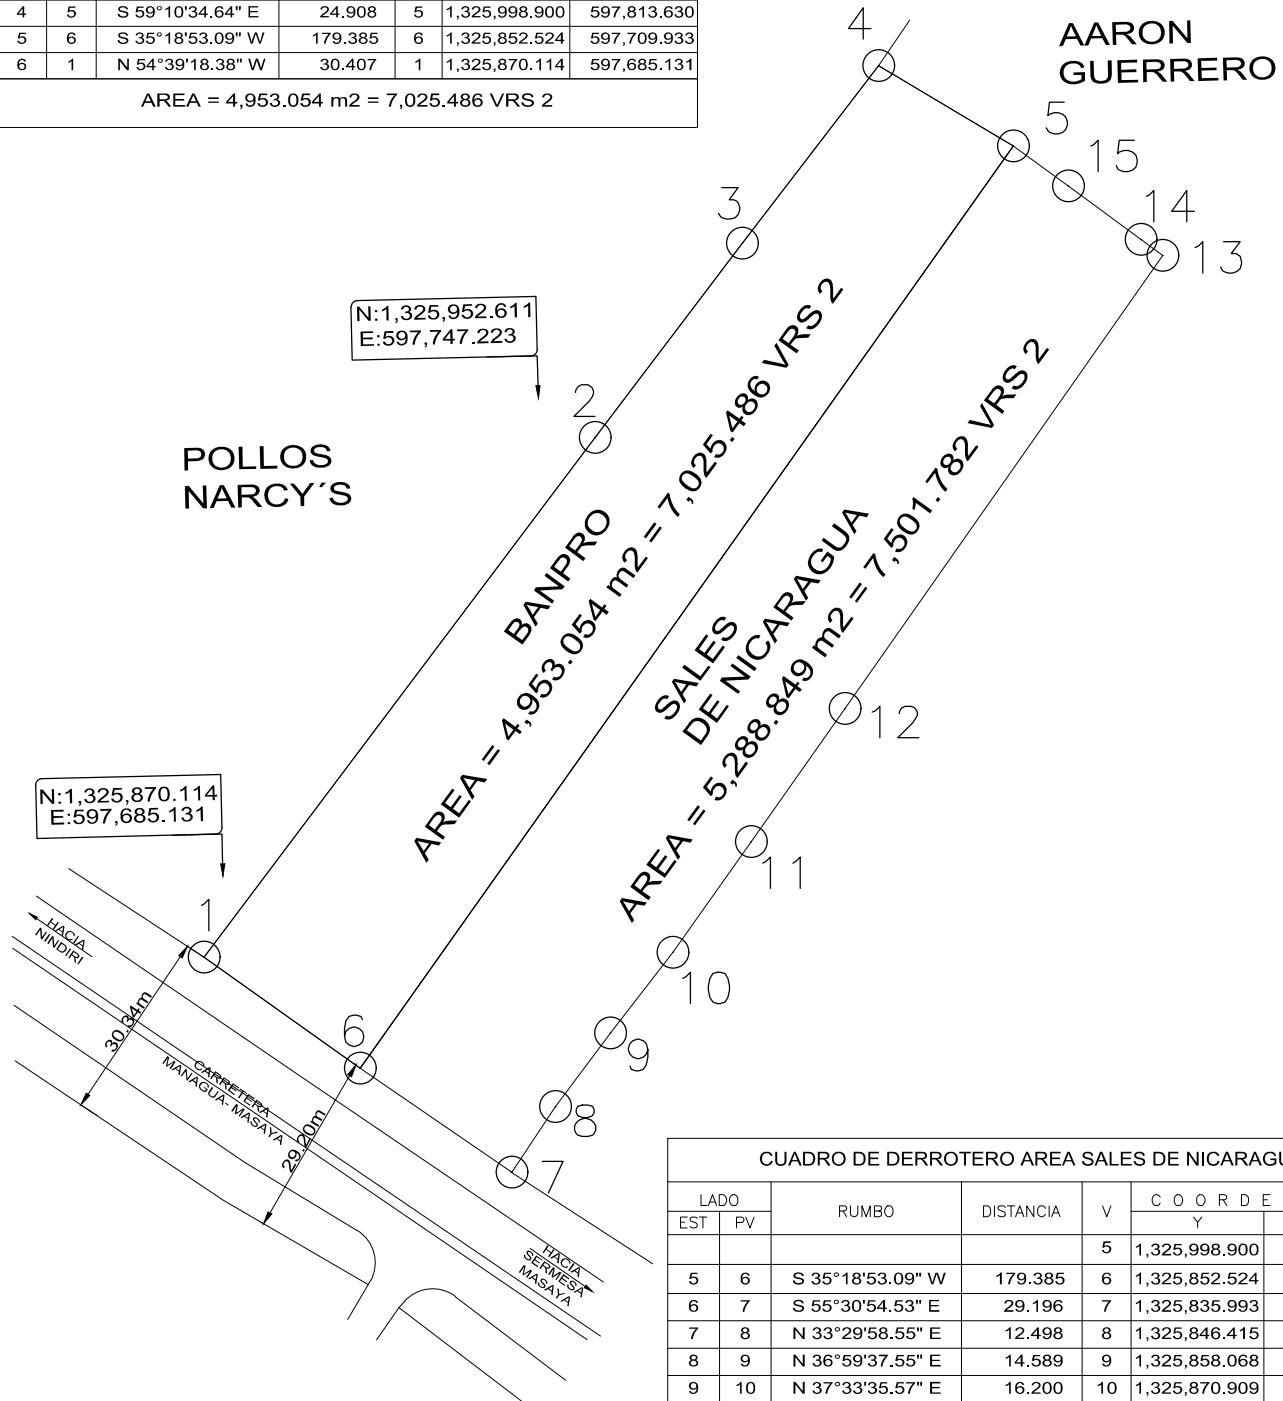 4 5 S 59°10'34.64" E 24.908 5 1,325,998.900 597,813.630
5 6 S 35°18'53.09" W 179.385 6 1,325,852.524 597,709.933
6 1 N 54°39'18.38" W 30.407 1 1,325,870.114 597,685.131
AREA = 4,953.054 m2 = 7,025.486 VRS 2
4
AARON
GUERRERO
5
15
14
13
3
N:1,325,952.611
E:597,747.223
2
POLLOS
NARCY´S
BANPRO
AREA = 4,953.054 m2 = 7,025.486 VRS 2
SALES
DE NICARAGUA
AREA = 5,288.849 m2 = 7,501.782 VRS 2
12
N:1,325,870.114
E:597,685.131
11
1
HACIA
NINDIRI
10
30.34m
6
9
CARRETERA
MANAGUA- MASAYA
8
29.20m
7
HACIA
SERMESA
MASAYA
CUADRO DE DERROTERO AREA SALES DE NICARAGU
LADO RUMBO DISTANCIA V C O O R D E
EST PV Y
5 1,325,998.900
5 6 S 35°18'53.09" W 179.385 6 1,325,852.524
6 7 S 55°30'54.53" E 29.196 7 1,325,835.993
7 8 N 33°29'58.55" E 12.498 8 1,325,846.415
8 9 N 36°59'37.55" E 14.589 9 1,325,858.068
9 10 N 37°33'35.57" E 16.200 10 1,325,870.909